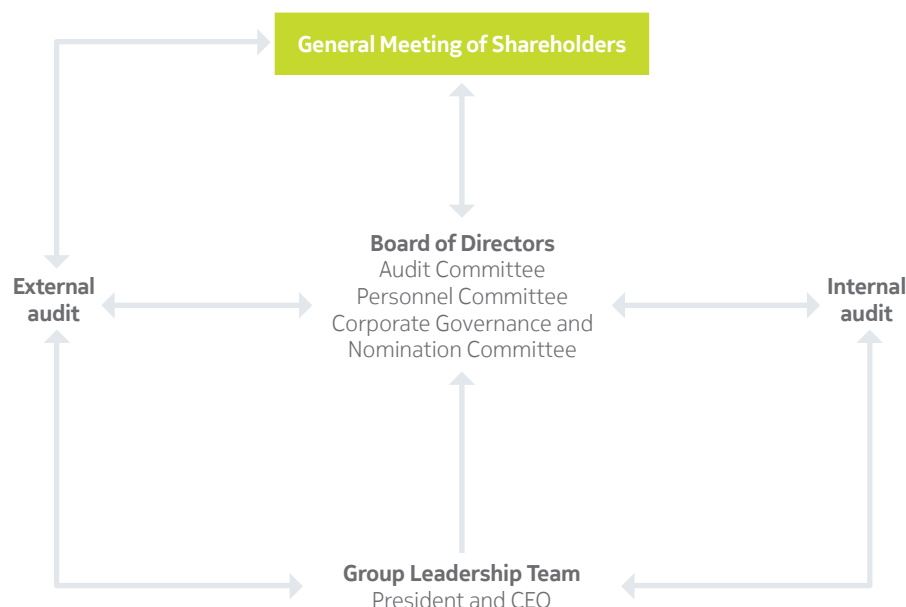 General Meeting of Shareholders
Board of Directors
Audit Committee
Personnel Committee
Corporate Governance and
Nomination Committee
External
audit
Internal
audit
Group Leadership Team
President and CEO